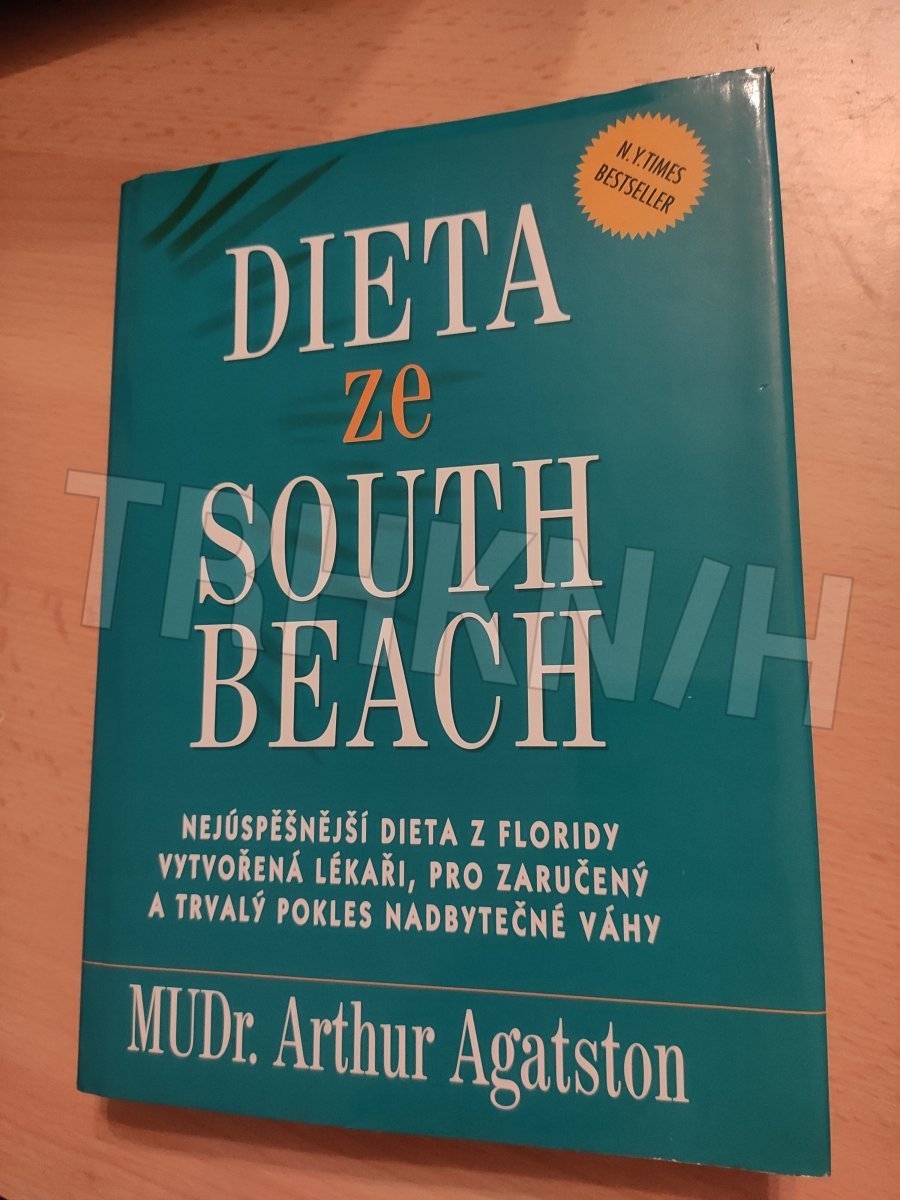 N.Y.TIMES
BESTSELLER
DIETA
ze
SOUTH
BEACH
TBHKN/H
NEJÚSPĚŠNĚJŠÍ DIETA Z FLORIDY
VYTVOŘENÁ LÉKAŘI, PRO ZARUČENÝ
A TRVALÝ POKLES NADBYTEČNÉ VÁHY
MUDr. Arthur Agatston